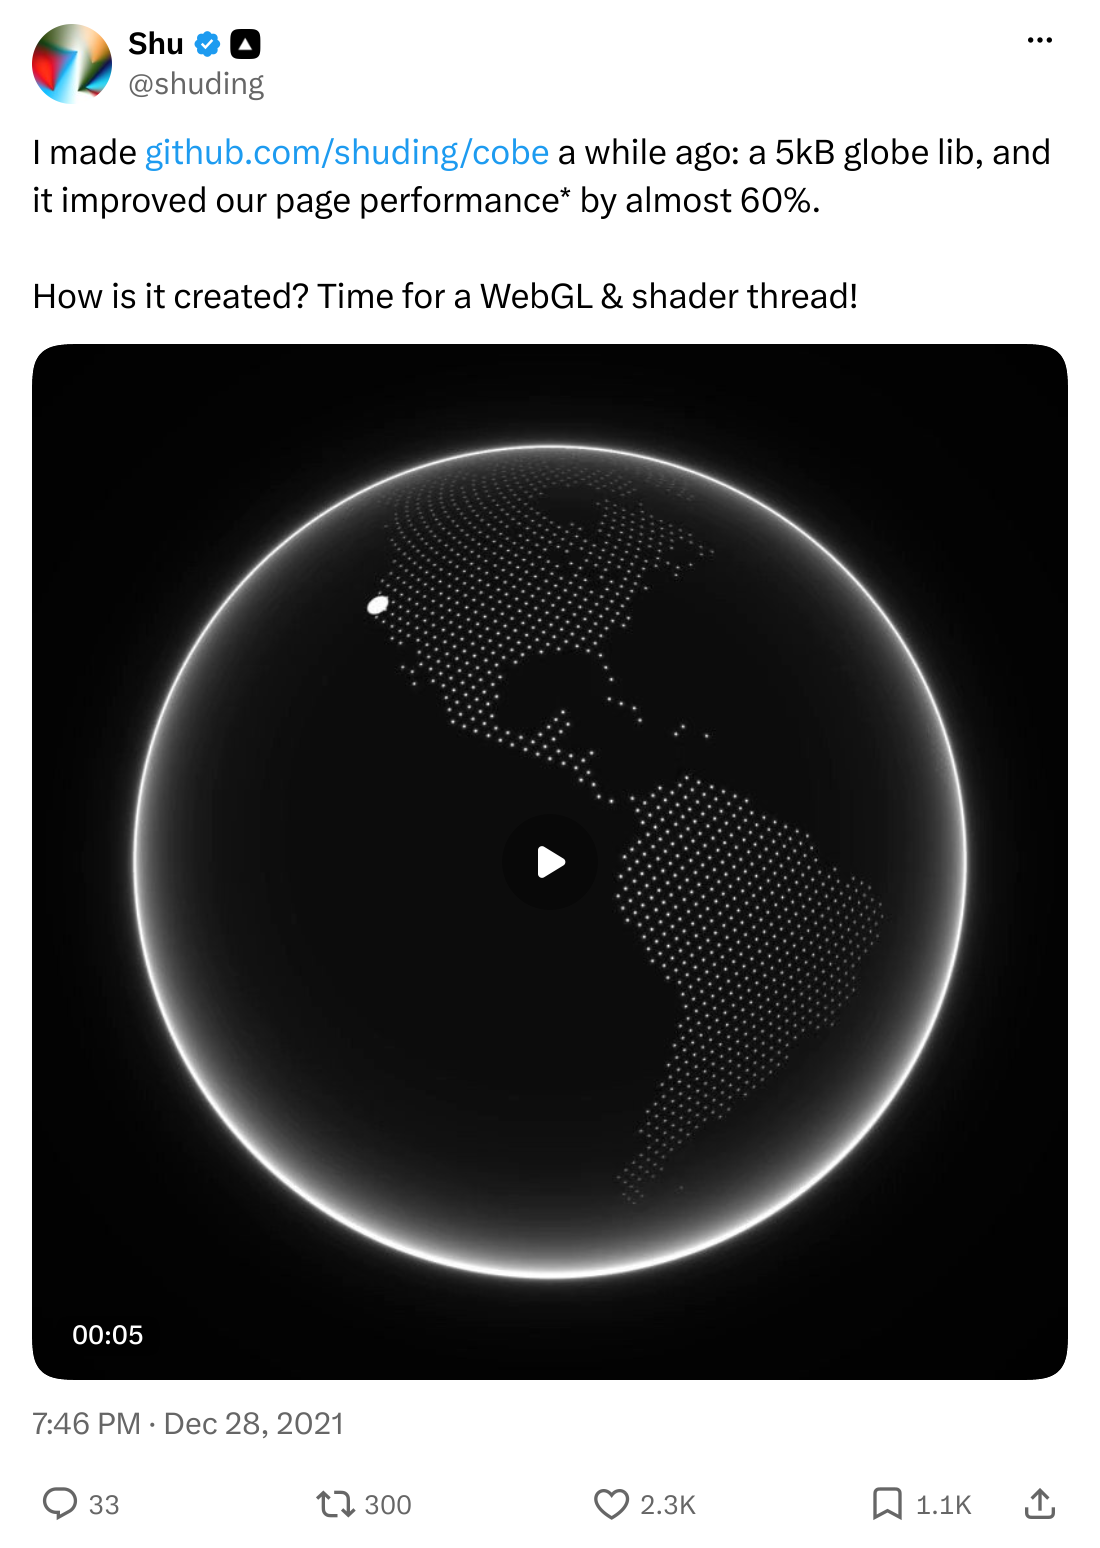 Shu
@shuding
I made github.com/shuding/cobe a while ago: a 5kB globe lib, and
it improved our page performance* by almost 60%.
How is it created? Time for a WebGL & shader thread!
00:05
7:46 PM · Dec 28, 2021
33 300 2.3K 1.1K